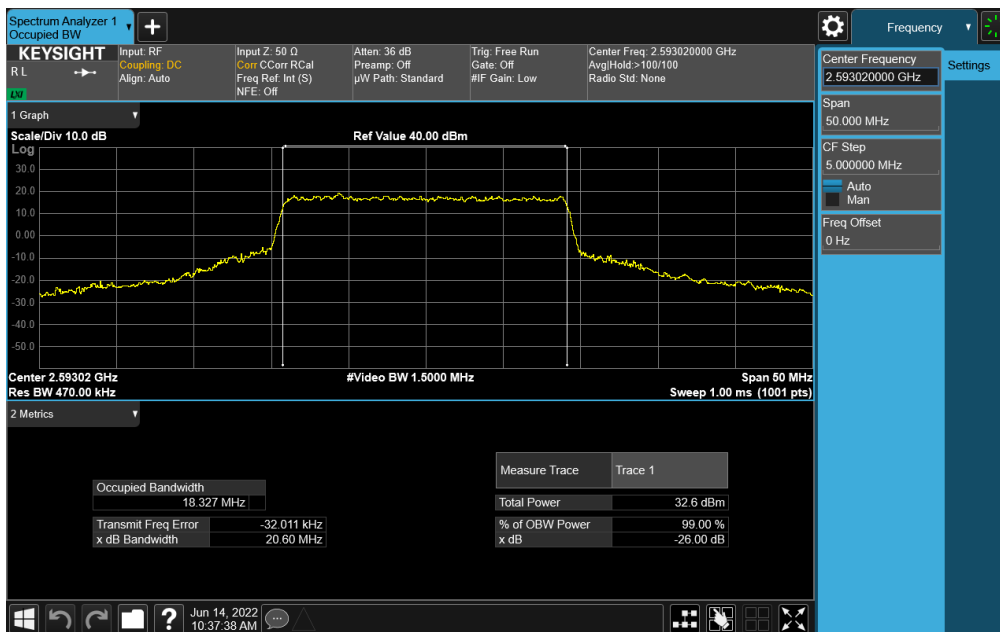 Spectrum Analyzer 1
Occupied BW
Frequency
KEYSIGHT
R L
LXI
Input: RF
Coupling: DC
Align: Auto
Input Z: 50 Ω
Corr CCorr RCal
Freq Ref: Int (S)
NFE: Off
Atten: 36 dB
Preamp: Off
µW Path: Standard
Trig: Free Run
Gate: Off
#IF Gain: Low
Center Freq: 2.593020000 GHz
Avg|Hold:>100/100
Radio Std: None
Center Frequency
2.593020000 GHz
Settings
Span
50.000 MHz
CF Step
5.000000 MHz
Auto
Man
Freq Offset
0 Hz
1 Graph
Scale/Div 10.0 dB
Ref Value 40.00 dBm
Log
30.0
20.0
10.0
0.00
-10.0
-20.0
-30.0
-40.0
-50.0
Center 2.59302 GHz
#Video BW 1.5000 MHz
Span 50 MHz
Res BW 470.00 kHz
Sweep 1.00 ms (1001 pts)
2 Metrics
Occupied Bandwidth
18.327 MHz
Transmit Freq Error -32.011 kHz
x dB Bandwidth 20.60 MHz
Measure Trace Trace 1
Total Power 32.6 dBm
% of OBW Power 99.00 %
x dB -26.00 dB
?
Jun 14, 2022
10:37:38 AM